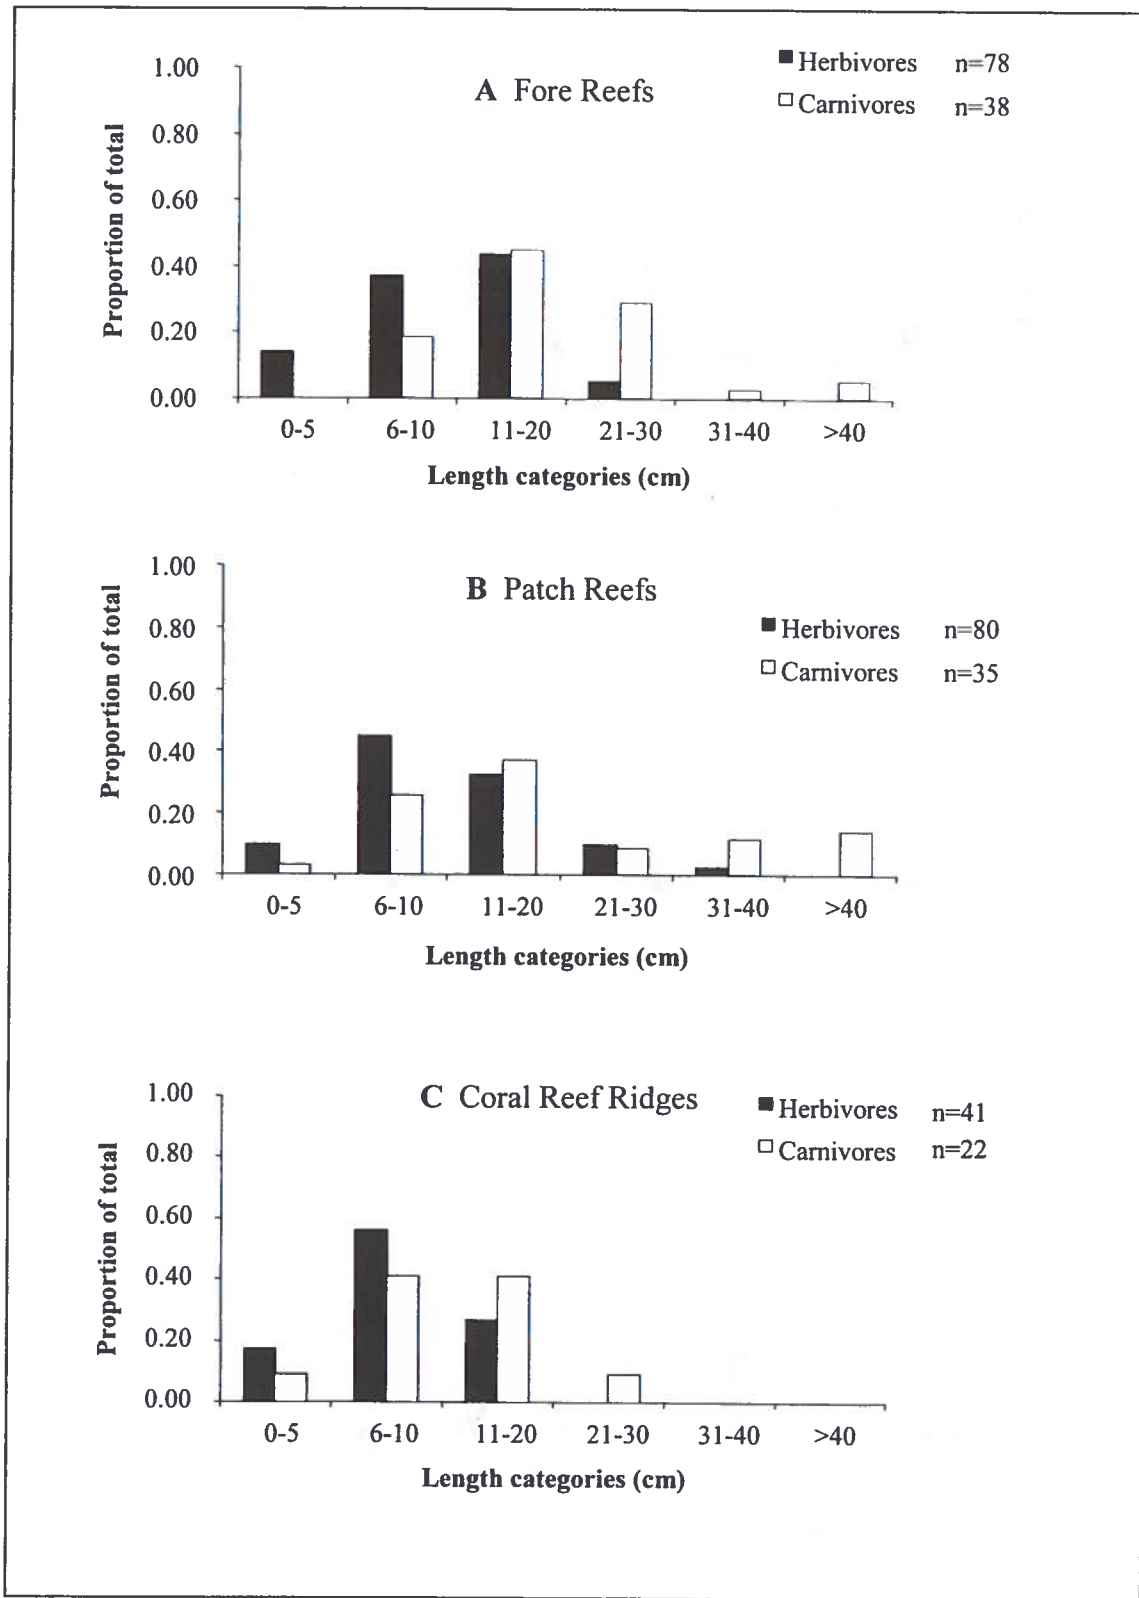 A Fore Reefs
Herbivores n=78
Carnivores n=38
Proportion of total
1.00
0.80
0.60
0.40
0.20
0.00
0-5 6-10 11-20 21-30 31-40 >40
Length categories (cm)
B Patch Reefs
Herbivores n=80
Carnivores n=35
Proportion of total
1.00
0.80
0.60
0.40
0.20
0.00
0-5 6-10 11-20 21-30 31-40 >40
Length categories (cm)
C Coral Reef Ridges
Herbivores n=41
Carnivores n=22
Proportion of total
1.00
0.80
0.60
0.40
0.20
0.00
0-5 6-10 11-20 21-30 31-40 >40
Length categories (cm)